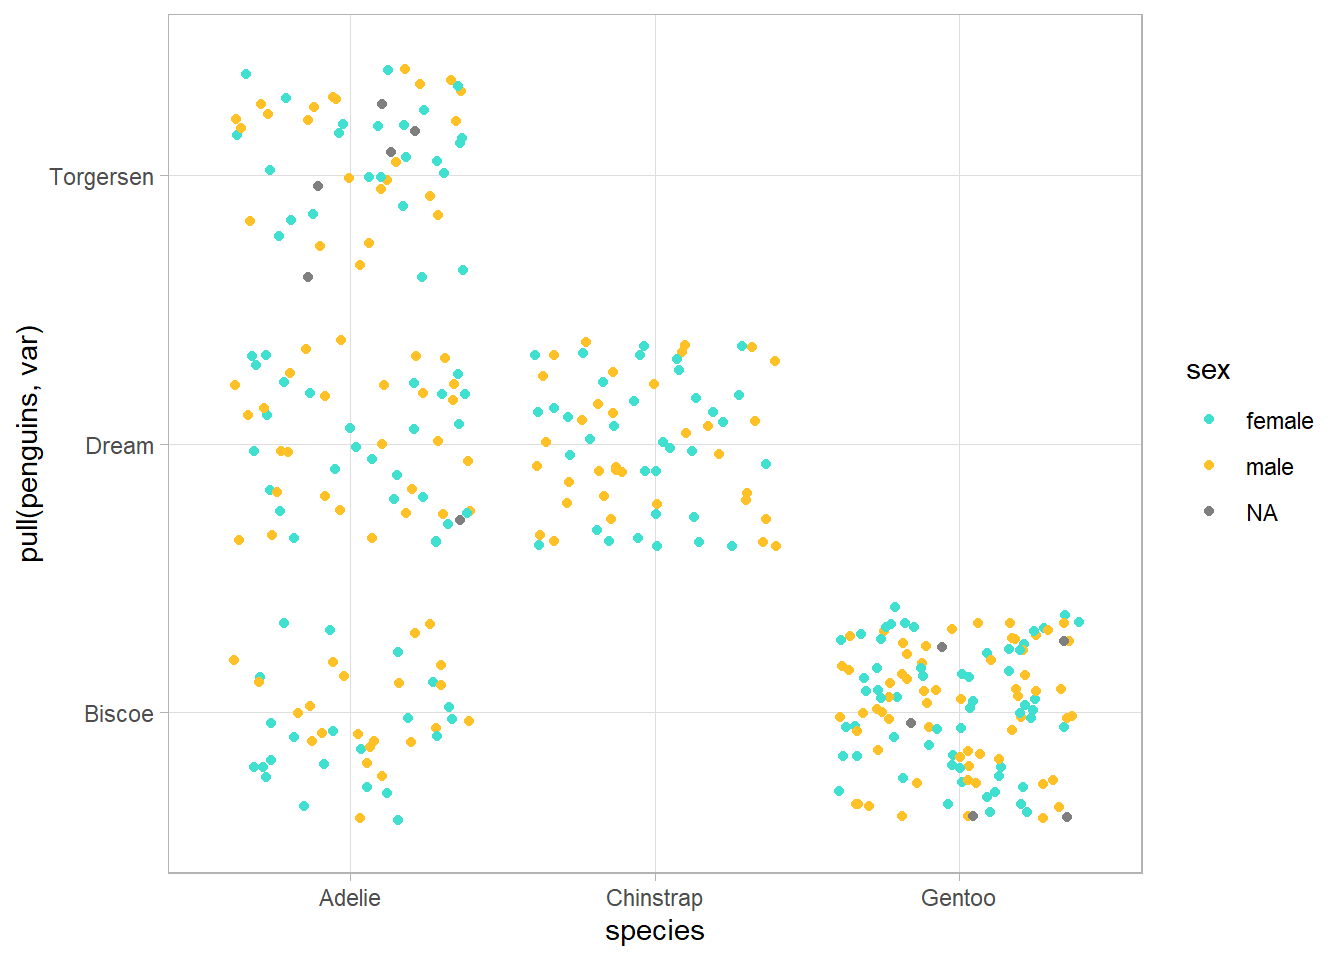 Torgersen
Dream
Biscoe
pull(penguins, var)
Adelie
Chinstrap
Gentoo
species
sex
female
male
NA